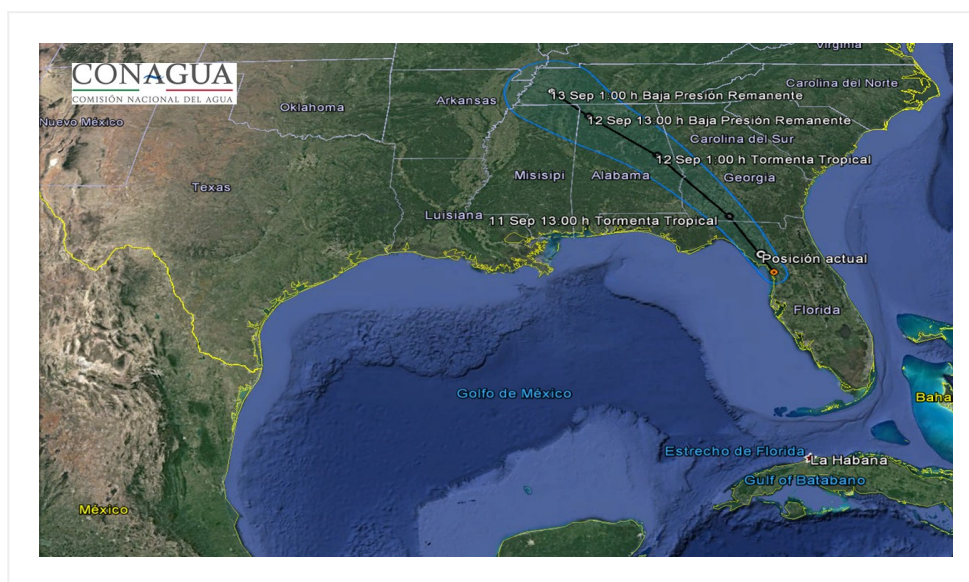 Virginia
CONAGUA
COMISIÓN NACIONAL DEL AGUA
Carolina del Norte
13 Sep 1:00 h Baja Presión Remanente
Arkansas
Oklahoma
Nuevo México
12 Sep 13:00 h Baja Presión Remanente
Carolina del Sur
12 Sep 1:00 h Tormenta Tropical
Misisipi
Alabama
Georgia
Texas
Luisiana
11 Sep 13:00 h Tormenta Tropical
Posición actual
Florida
Golfo de México
Baha
Estrecho de Florida
La Habana
Gulf of Batabano
México